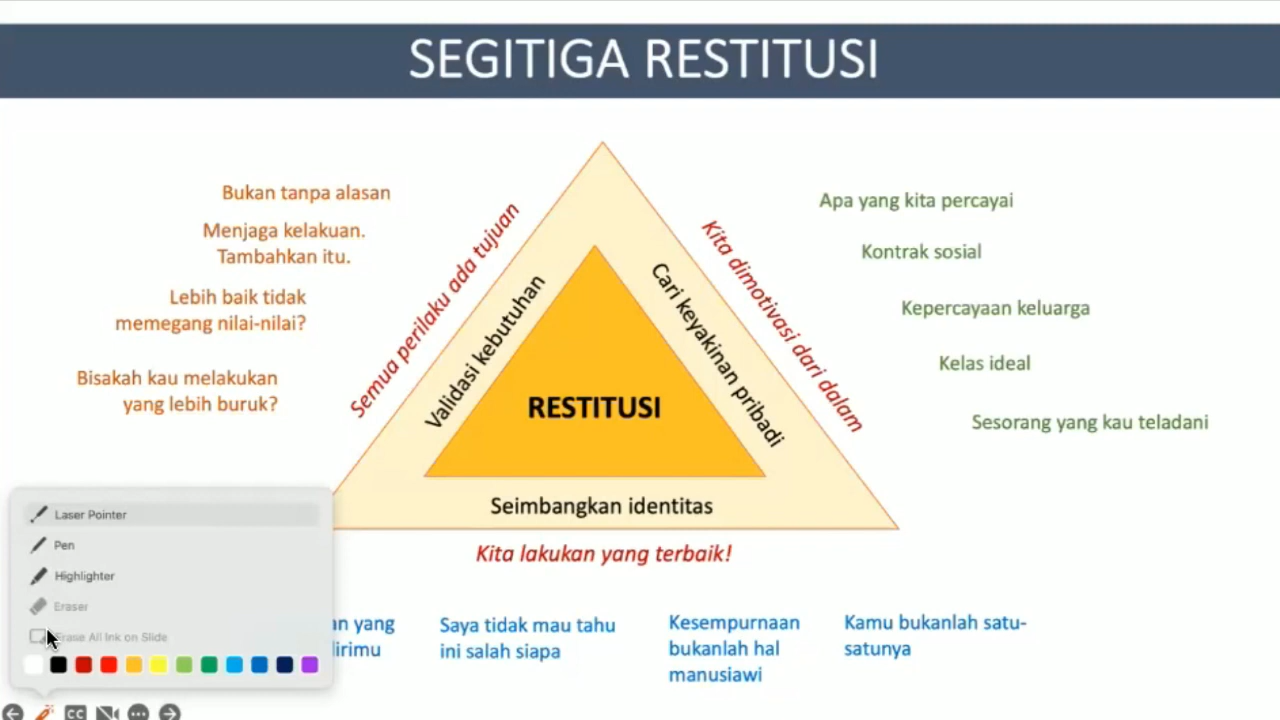 SEGITIGA RESTITUSI
Bukan tanpa alasan
Menjaga kelakuan.
Tambahkan itu.
Lebih baik tidak
memegang nilai-nilai?
Bisakah kau melakukan
yang lebih buruk?
Semua perilaku ada tujuan
Validasi kebutuhan
RESTITUSI
Cari keyakinan pribadi
Kita dimotivasi dari dalam
Seimbangkan identitas
Kita lakukan yang terbaik!
Apa yang kita percayai
Kontrak sosial
Kepercayaan keluarga
Kelas ideal
Sesorang yang kau teladani
yang
Saya tidak mau tahu
ini salah siapa
Kesempurnaan
bukanlah hal
manusiawi
Kamu bukanlah satu-
satunya
Laser Pointer
Pen
Highlighter
Eraser
Erase All Ink on Slide
CC